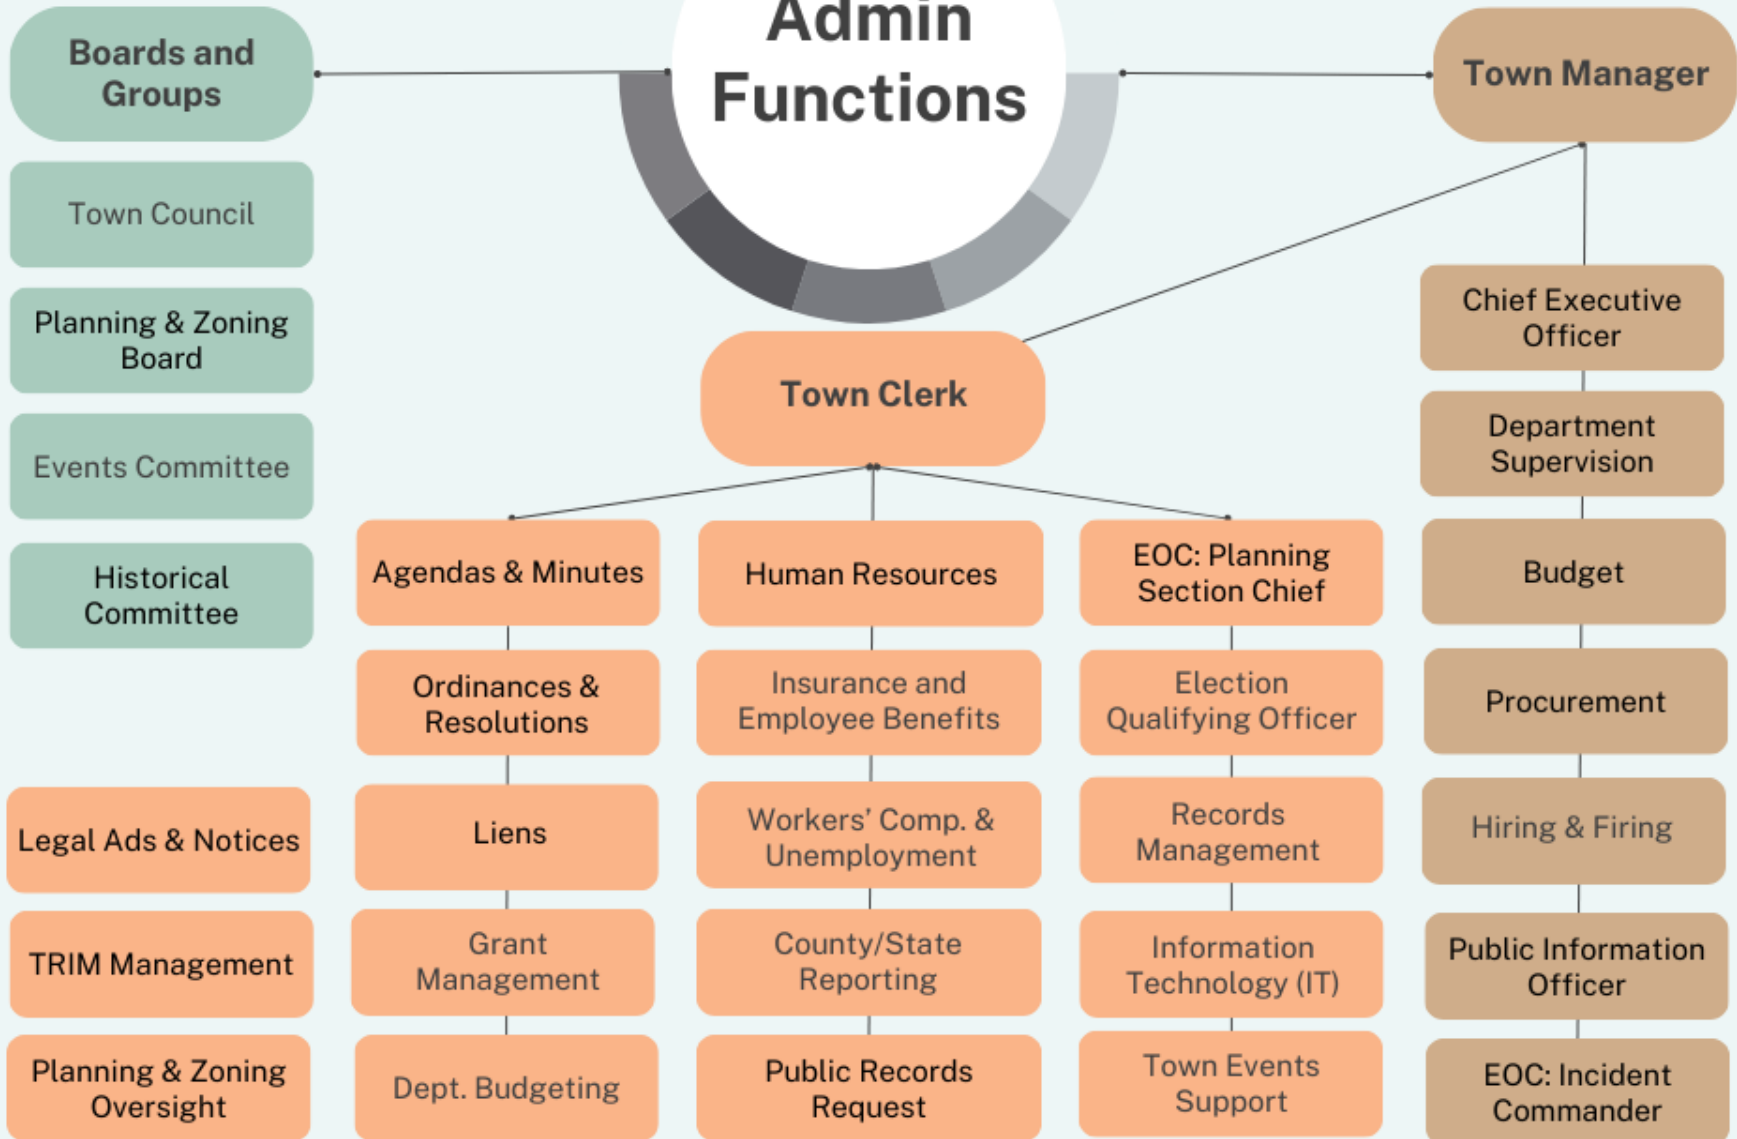 Admin
Functions
Boards and
Groups
Town Council
Planning & Zoning
Board
Events Committee
Historical
Committee
Town Manager
Chief Executive
Officer
Department
Supervision
Budget
Procurement
Hiring & Firing
Public Information
Officer
EOC: Incident
Commander
Town Clerk
Agendas & Minutes
Ordinances &
Resolutions
Liens
Grant
Management
Dept. Budgeting
Human Resources
Insurance and
Employee Benefits
Workers’ Comp. &
Unemployment
County/State
Reporting
Public Records
Request
EOC: Planning
Section Chief
Election
Qualifying Officer
Records
Management
Information
Technology (IT)
Town Events
Support
Legal Ads & Notices
TRIM Management
Planning & Zoning
Oversight